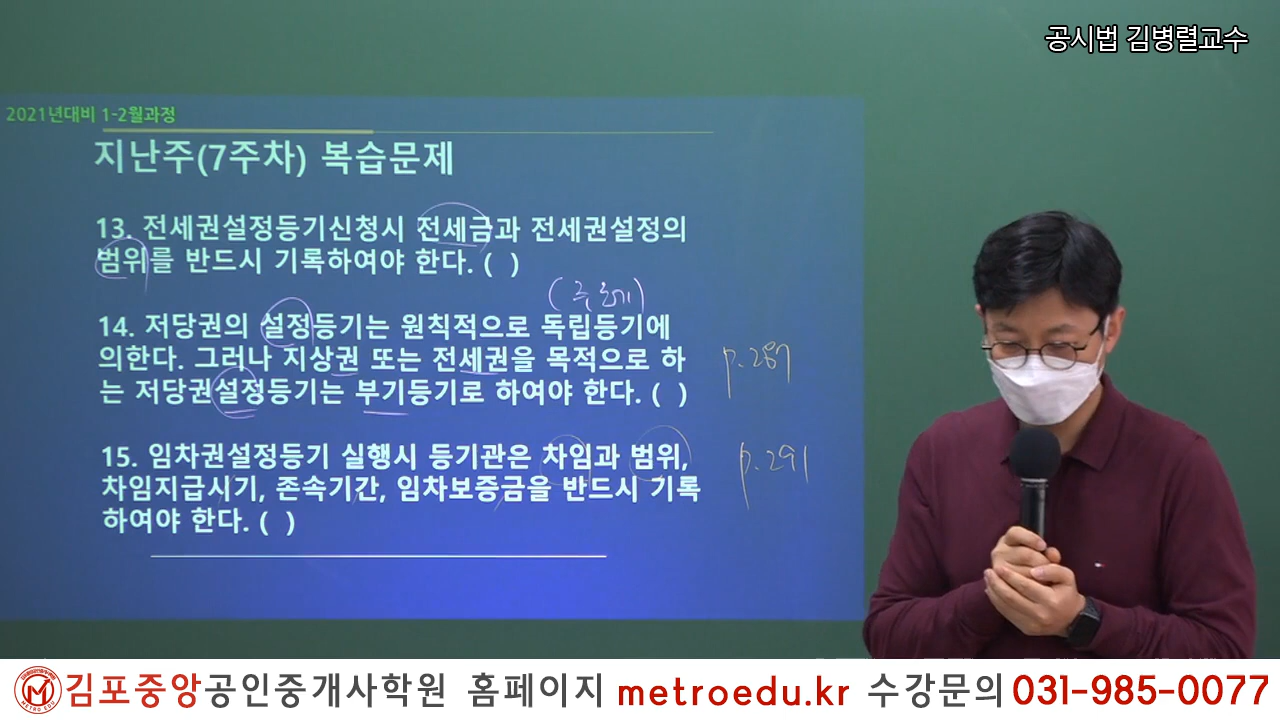 공시법 김병렬교수
2021년대비 1-2월과정
지난주(7주차) 복습문제
13. 전세권설정등기신청시 전세금과 전세권설정의
범위를 반드시 기록하여야 한다. ( )
(주체)
14. 저당권의 설정등기는 원칙적으로 독립등기에
의한다. 그러나 지상권 또는 전세권을 목적으로 하
는 저당권설정등기는 부기등기로 하여야 한다. ( )
p.287
15. 임차권설정등기 실행시 등기관은 차임과 범위,
차임지급시기, 존속기간, 임차보증금을 반드시 기록
하여야 한다. ( )
p.291
METRO EDU
김포중앙공인중개사학원 홈페이지 metroedu.kr 수강문의 031-985-0077